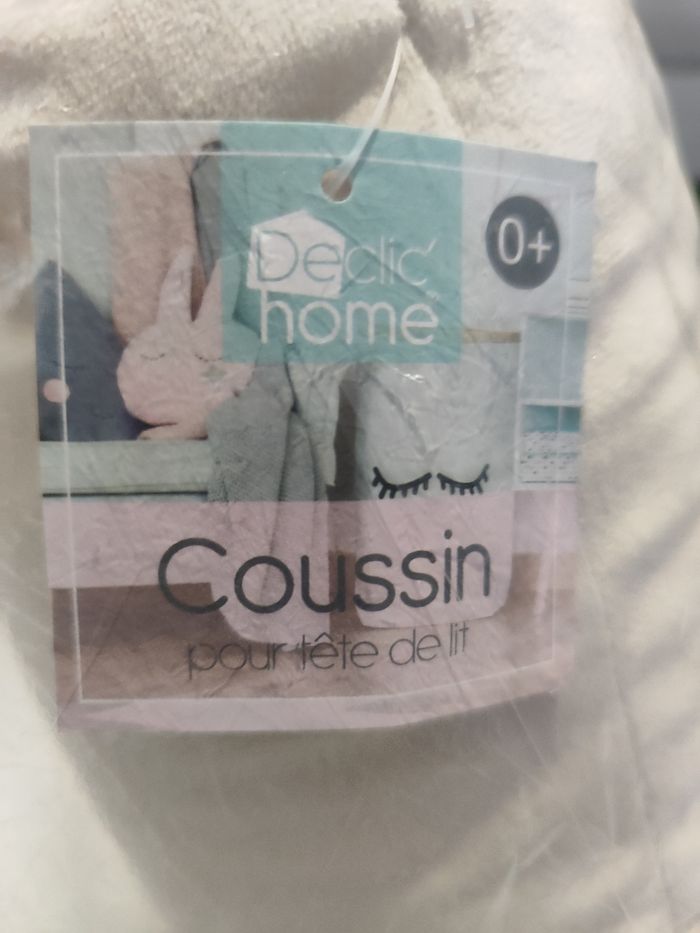 Declic'
home
0+
Coussin
pour tête de lit